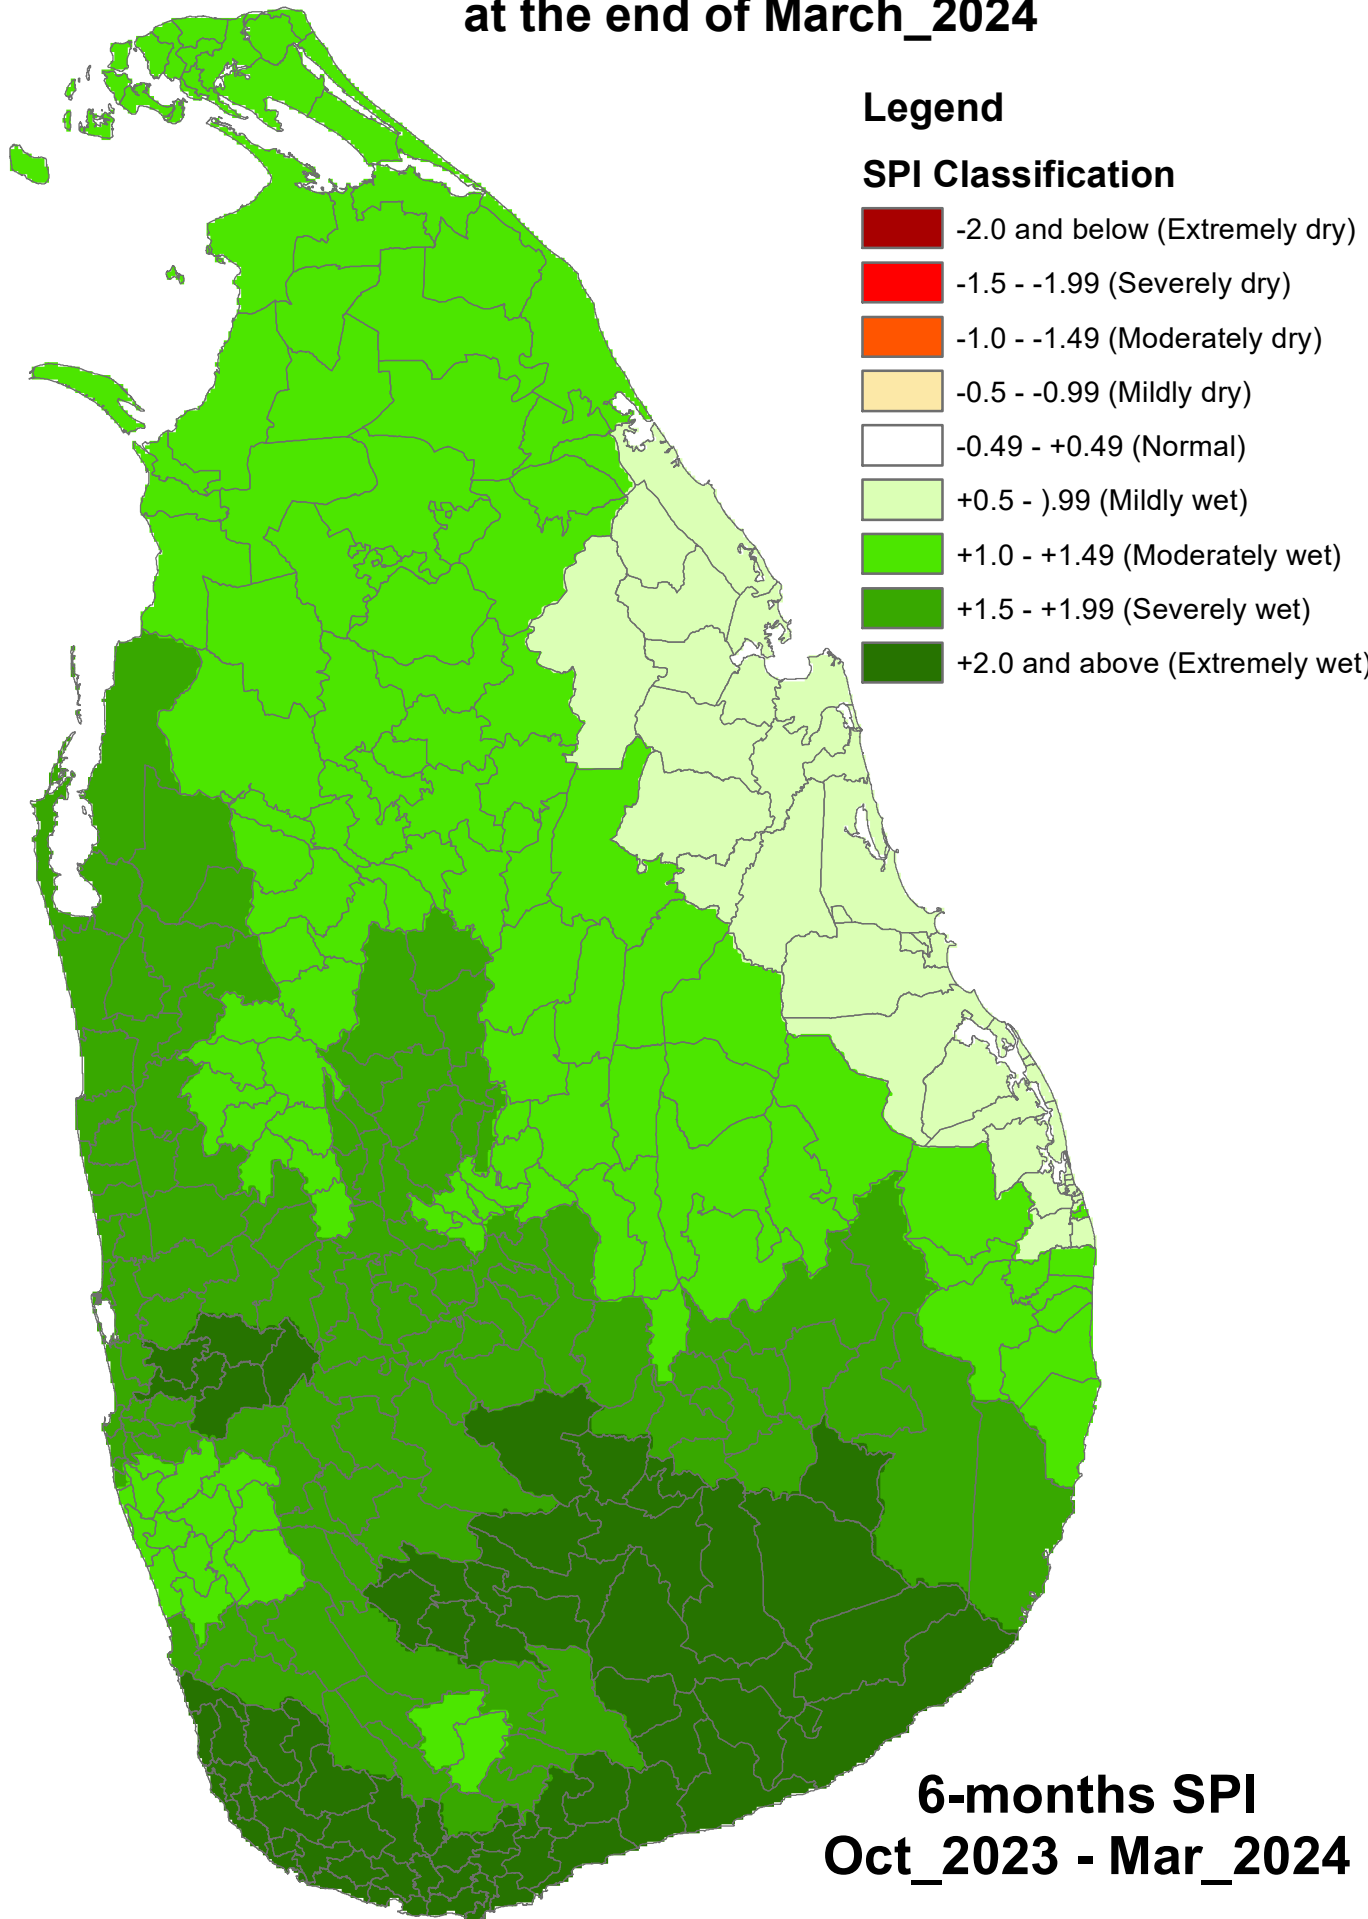 at the end of March_2024
Legend
SPI Classification
-2.0 and below (Extremely dry)
-1.5 - -1.99 (Severely dry)
-1.0 - -1.49 (Moderately dry)
-0.5 - -0.99 (Mildly dry)
-0.49 - +0.49 (Normal)
+0.5 - ).99 (Mildly wet)
+1.0 - +1.49 (Moderately wet)
+1.5 - +1.99 (Severely wet)
+2.0 and above (Extremely wet)
6-months SPI
Oct_2023 - Mar_2024